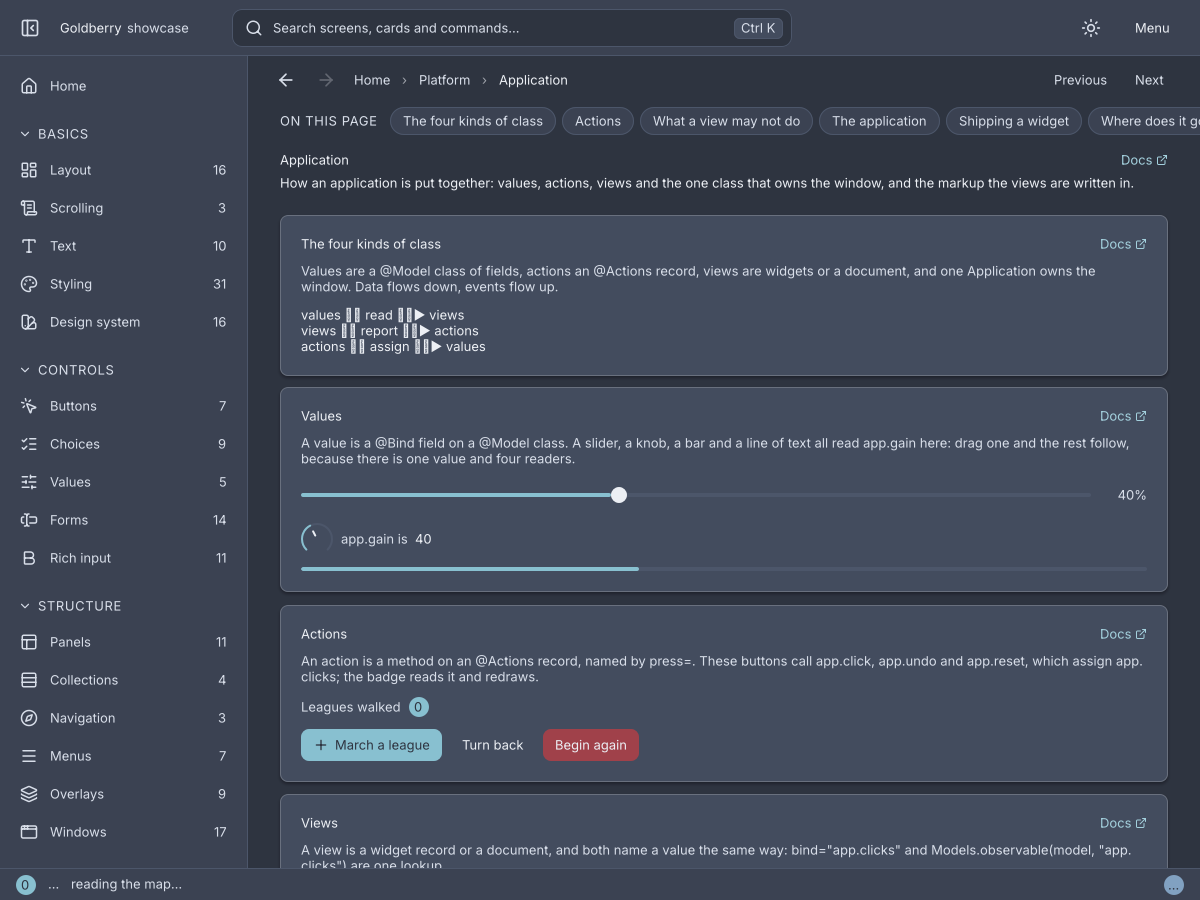 Goldberry showcase
Search screens, cards and commands...
Ctrl K
Menu
Home
BASICS
Layout 16
Scrolling 3
Text 10
Styling 31
Design system 16
CONTROLS
Buttons 7
Choices 9
Values 5
Forms 14
Rich input 11
STRUCTURE
Panels 11
Collections 4
Navigation 3
Menus 7
Overlays 9
Windows 17
Home › Platform › Application
Previous Next
ON THIS PAGE
The four kinds of class
Actions
What a view may not do
The application
Shipping a widget
Where does it
Application
Docs
How an application is put together: values, actions, views and the one class that owns the window, and the markup the views are written in.
The four kinds of class
Docs
Values are a @Model class of fields, actions an @Actions record, views are widgets or a document, and one Application owns the
window. Data flows down, events flow up.
values read ▶ views
views report ▶ actions
actions assign ▶ values
Values
Docs
A value is a @Bind field on a @Model class. A slider, a knob, a bar and a line of text all read app.gain here: drag one and the rest follow,
because there is one value and four readers.
40%
app.gain is 40
Actions
Docs
An action is a method on an @Actions record, named by press=. These buttons call app.click, app.undo and app.reset, which assign app.
clicks; the badge reads it and redraws.
Leagues walked 0
March a league
Turn back
Begin again
Views
Docs
A view is a widget record or a document, and both name a value the same way: bind="app.clicks" and Models.observable(model, "app.
clicks") are one lookup
0 ... reading the map...
...